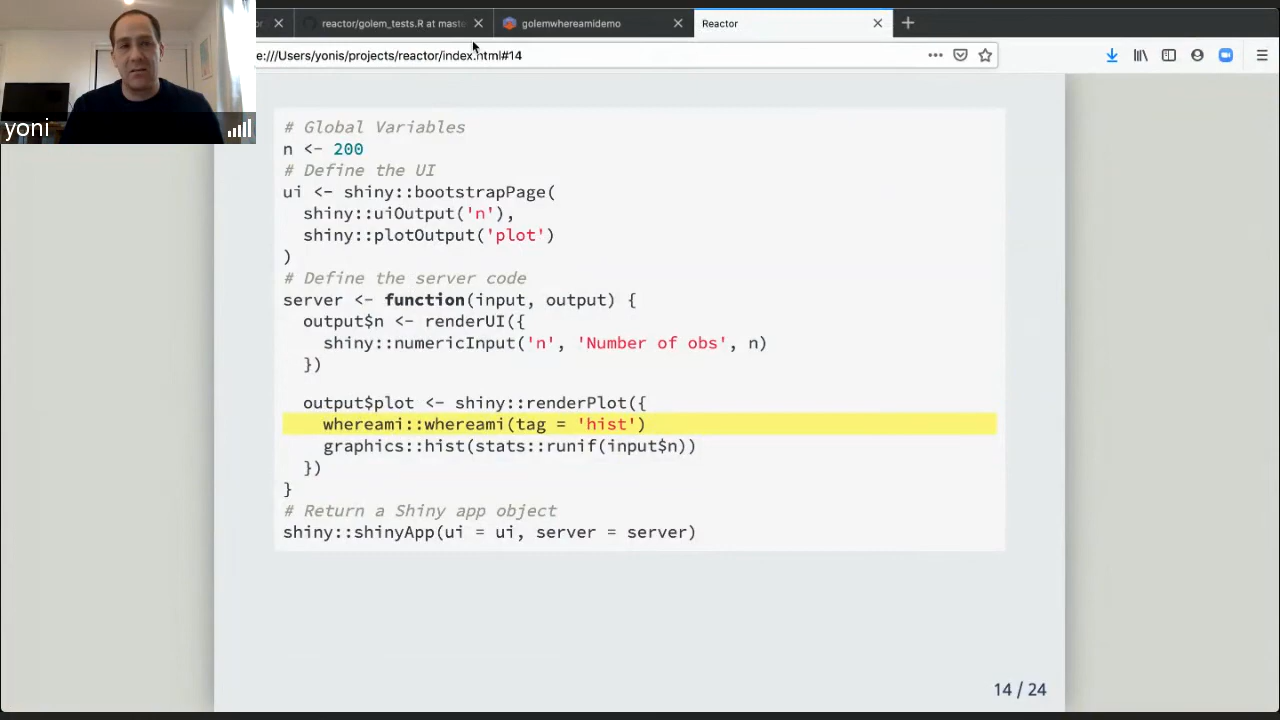 or
reactor/golem_tests.R at maste
golemwhereamidemo
Reactor
e:///Users/yonis/projects/reactor/index.html#14
yoni
# Global Variables
n <- 200
# Define the UI
ui <- shiny::bootstrapPage(
  shiny::uiOutput('n'),
  shiny::plotOutput('plot')
)
# Define the server code
server <- function(input, output) {
  output$n <- renderUI({
    shiny::numericInput('n', 'Number of obs', n)
  })
  output$plot <- shiny::renderPlot({
    whereami::whereami(tag = 'hist')
    graphics::hist(stats::runif(input$n))
  })
}
# Return a Shiny app object
shiny::shinyApp(ui = ui, server = server)
14 / 24